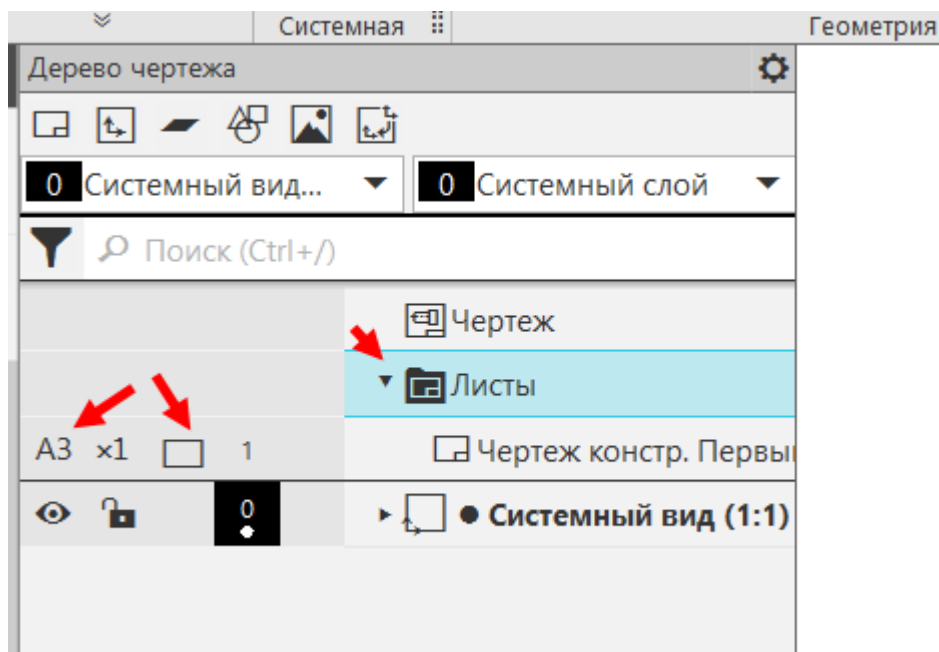 Системная Геометрия
Дерево чертежа
0 Системный вид... 0 Системный слой
Поиск (Ctrl+/)
Чертеж
Листы
А3 ×1 1 Чертеж констр. Первы
0 Системный вид (1:1)